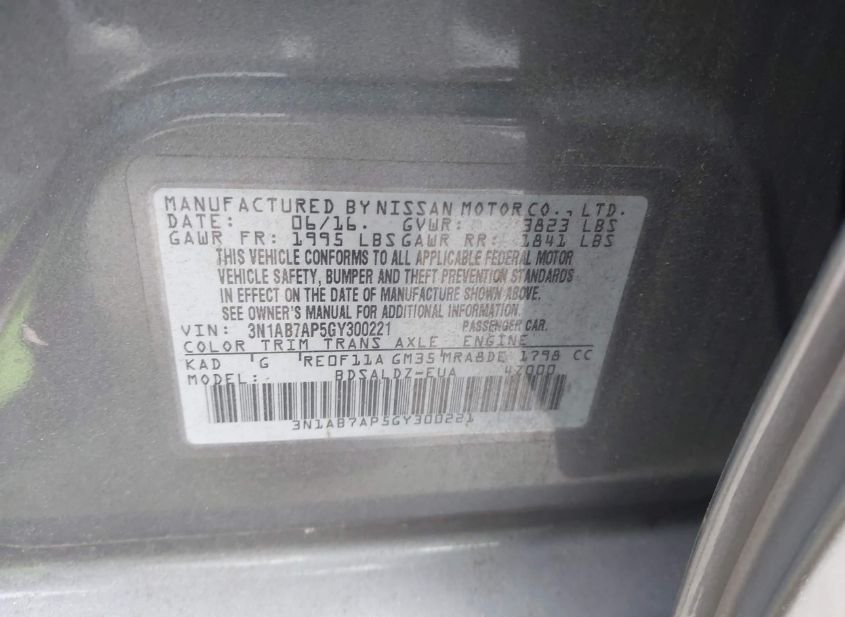 MANUFACTURED BY NISSAN MOTOR CO., LTD.
DATE: 06/16. GVWR: 3823 LBS
GAWR FR: 1995 LBS GAWR RR: 1841 LBS
THIS VEHICLE CONFORMS TO ALL APPLICABLE FEDERAL MOTOR
VEHICLE SAFETY, BUMPER AND THEFT PREVENTION STANDARDS
IN EFFECT ON THE DATE OF MANUFACTURE SHOWN ABOVE.
SEE OWNER'S MANUAL FOR ADDITIONAL INFORMATION.
VIN: 3N1AB7AP5GY300221 PASSENGER CAR.
COLOR TRIM TRANS AXLE ENGINE
KAD G RE0F11A GM35 MRA8DE 1798 CC
MODEL: BDSALDZ-EUA 4Z000
3N1AB7AP5GY300221